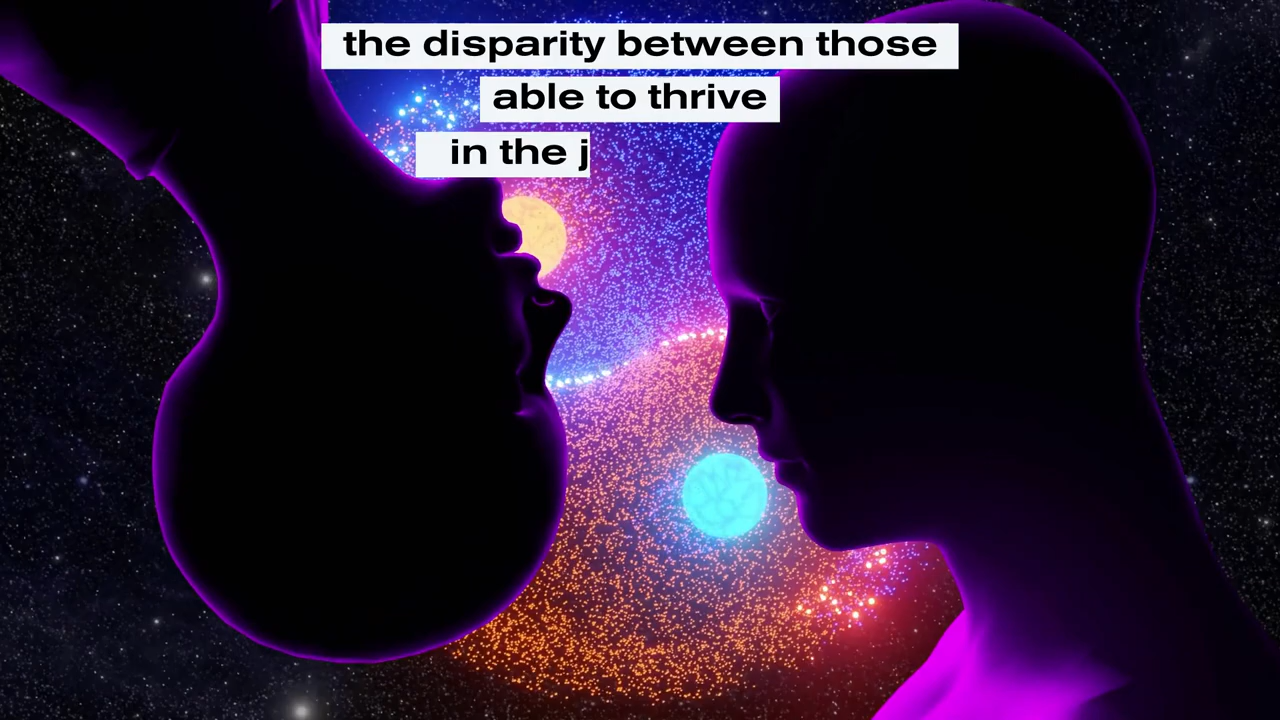 the disparity between those
able to thrive
in the j